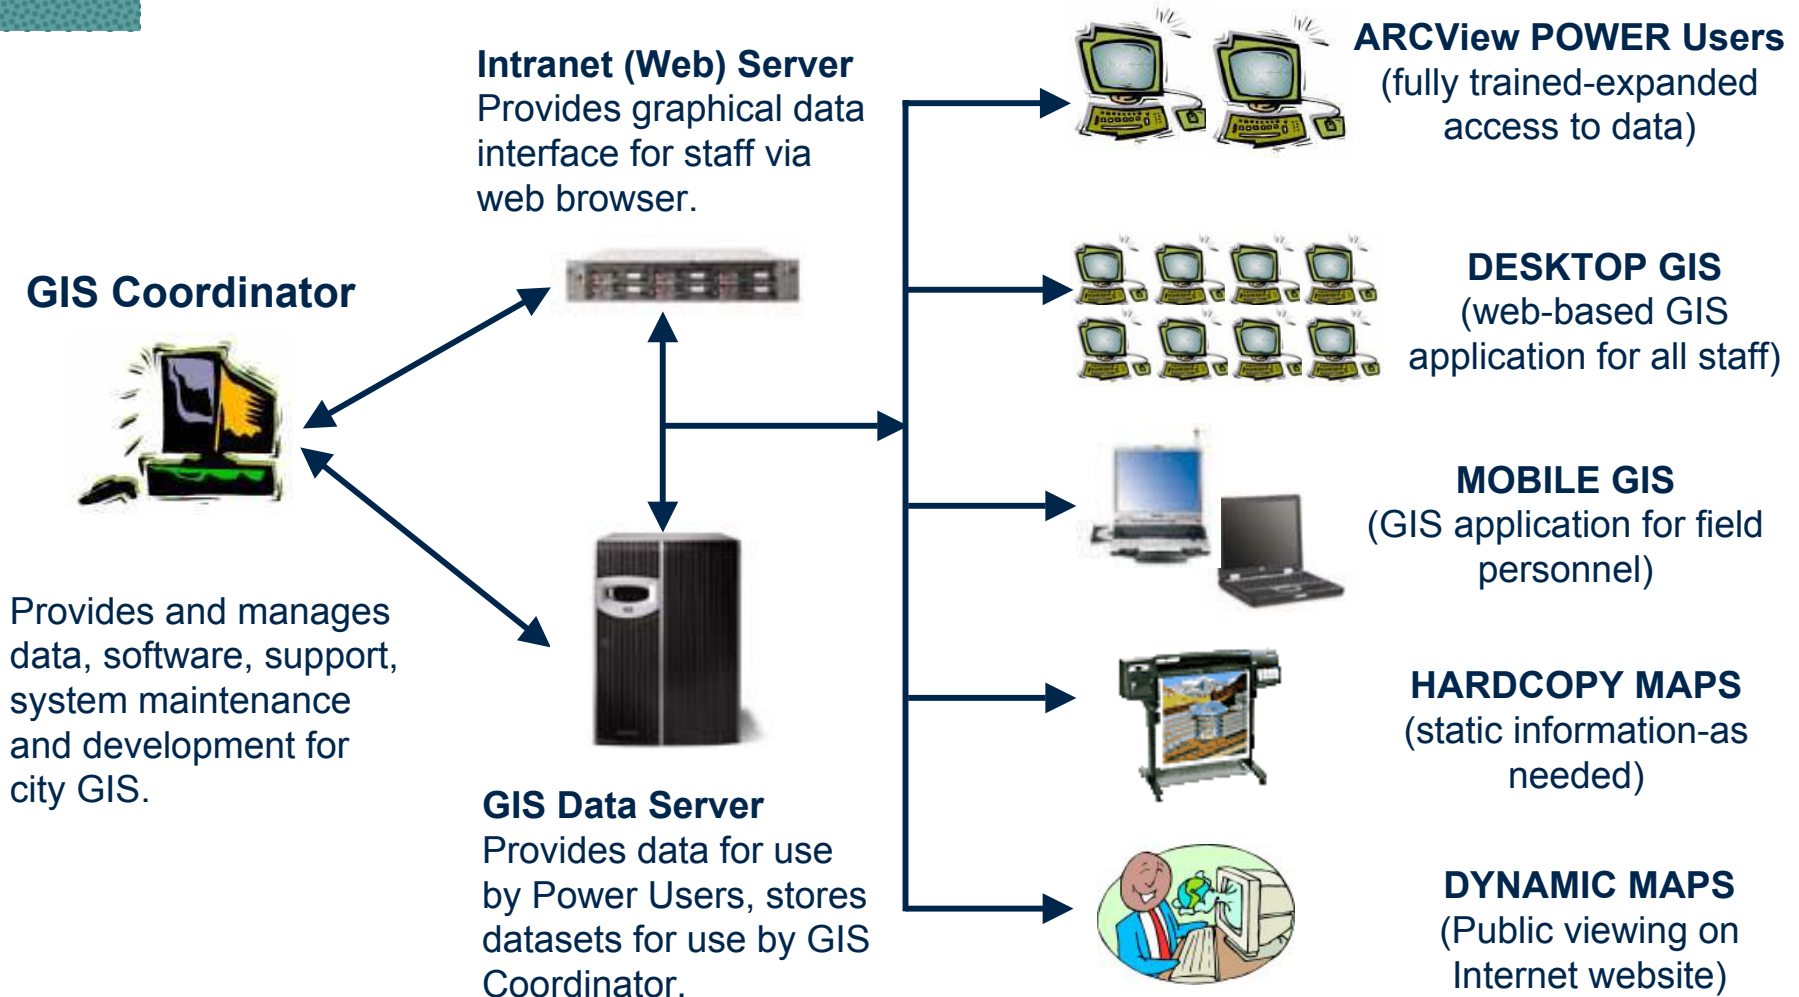 GIS Coordinator
Provides and manages
data, software, support,
system maintenance
and development for
city GIS.
Intranet (Web) Server
Provides graphical data
interface for staff via
web browser.
GIS Data Server
Provides data for use
by Power Users, stores
datasets for use by GIS
Coordinator.
ARCView POWER Users
(fully trained-expanded
access to data)
DESKTOP GIS
(web-based GIS
application for all staff)
MOBILE GIS
(GIS application for field
personnel)
HARDCOPY MAPS
(static information-as
needed)
DYNAMIC MAPS
(Public viewing on
Internet website)